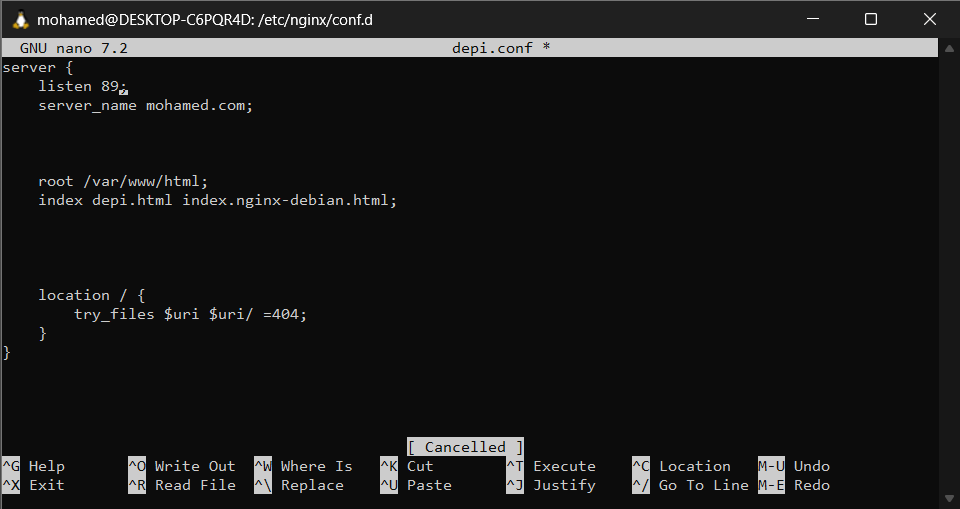 mohamed@DESKTOP-C6PQR4D: /etc/nginx/conf.d
GNU nano 7.2 depi.conf *
server {
    listen 89;
    server_name mohamed.com;
    root /var/www/html;
    index depi.html index.nginx-debian.html;
    location / {
        try_files $uri $uri/ =404;
    }
}
[ Cancelled ]
^G Help ^O Write Out ^W Where Is ^K Cut ^T Execute ^C Location M-U Undo
^X Exit ^R Read File ^\ Replace ^U Paste ^J Justify ^/ Go To Line M-E Redo